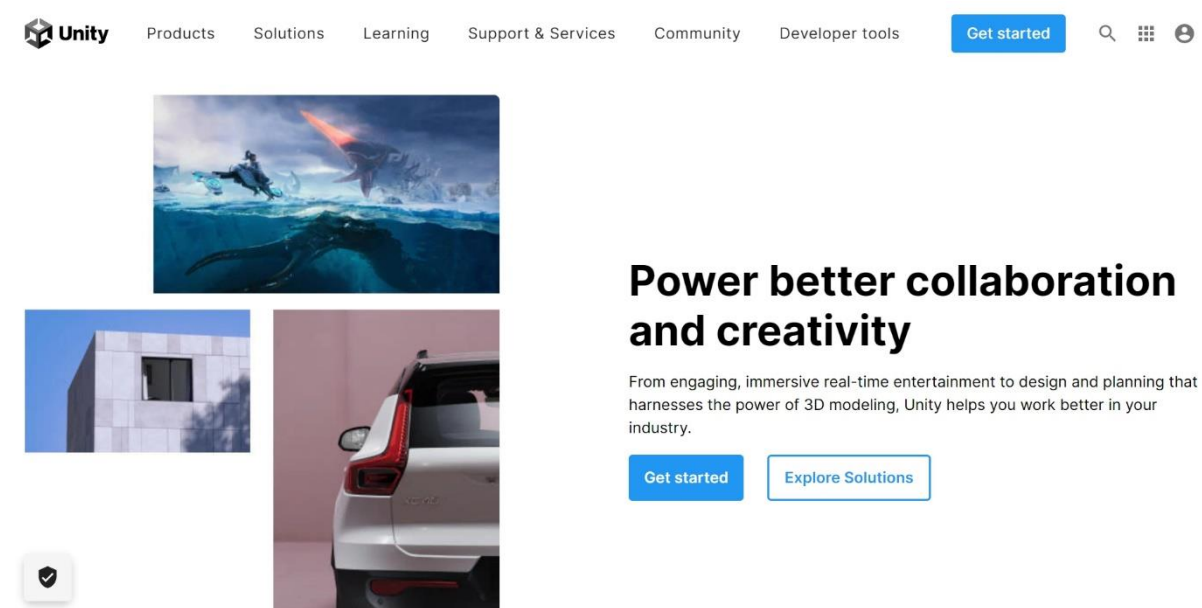 Unity
Products
Solutions
Learning
Support & Services
Community
Developer tools
Get started
Power better collaboration
and creativity
From engaging, immersive real-time entertainment to design and planning that
harnesses the power of 3D modeling, Unity helps you work better in your
industry.
Get started
Explore Solutions